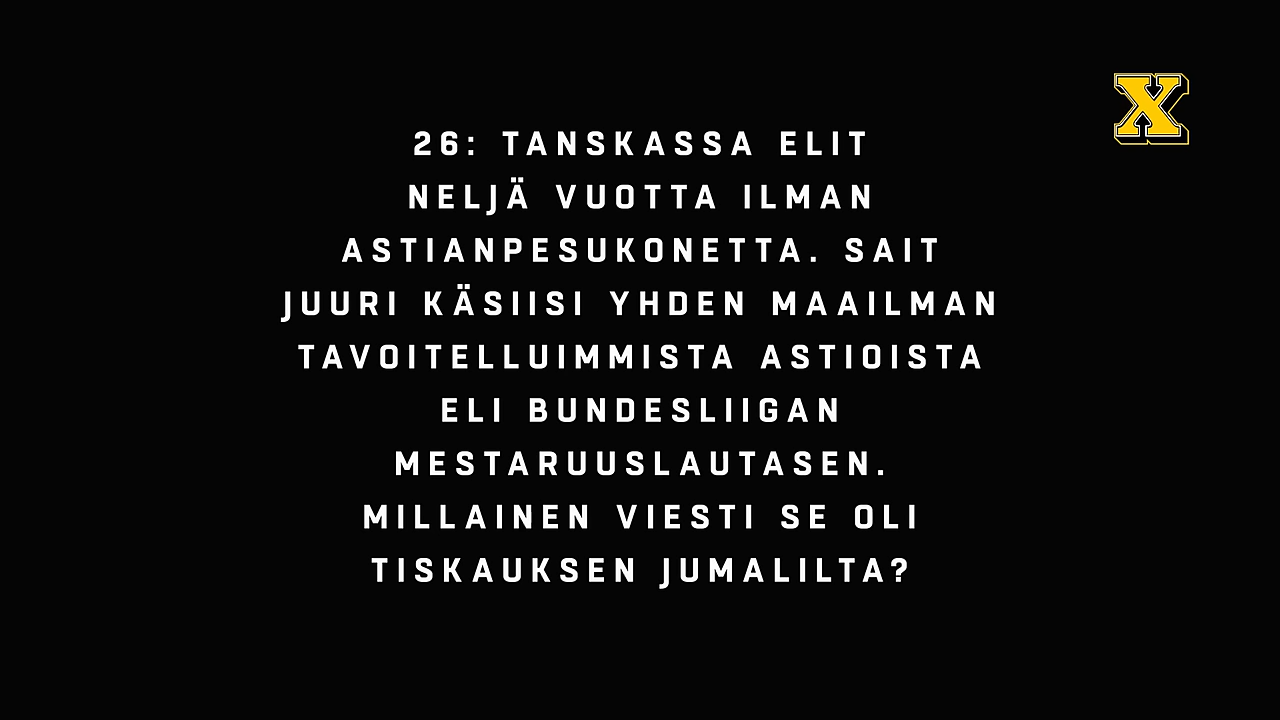 X
26: TANSKASSA ELIT
NELJÄ VUOTTA ILMAN
ASTIANPESUKONETTA. SAIT
JUURI KÄSIISI YHDEN MAAILMAN
TAVOITELLUIMMISTA ASTIOISTA
ELI BUNDESLIIGAN
MESTARUUSLAUTASEN.
MILLAINEN VIESTI SE OLI
TISKAUKSEN JUMALILTA?